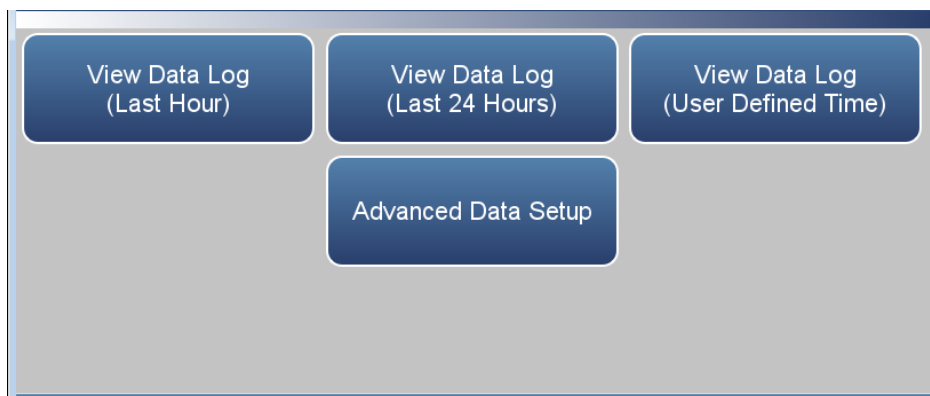 View Data Log
(Last Hour)
View Data Log
(Last 24 Hours)
View Data Log
(User Defined Time)
Advanced Data Setup